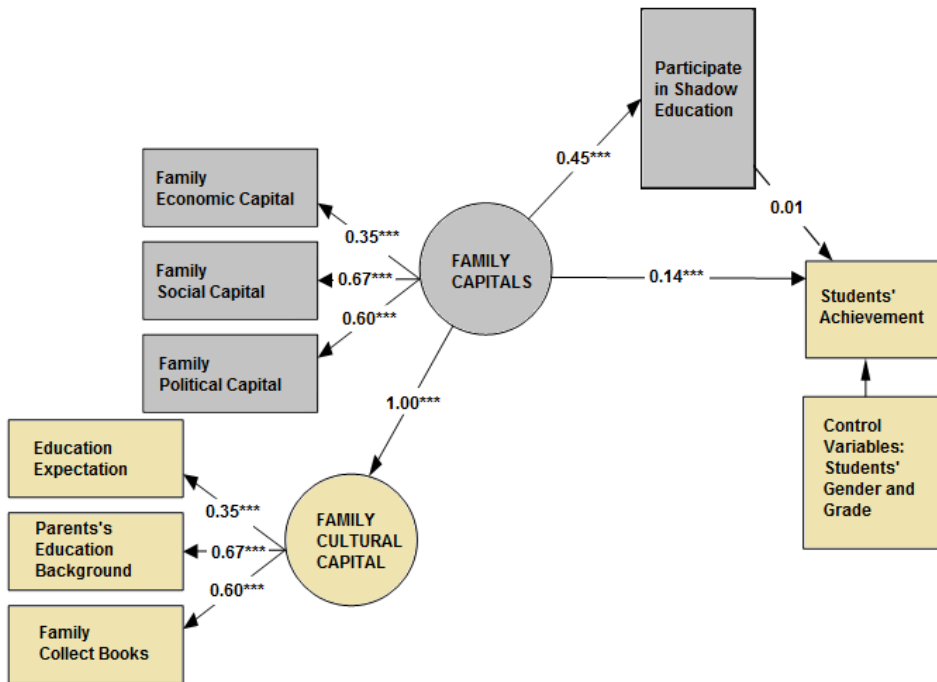 Participate
in Shadow
Education
0.45***
Family
Economic Capital
0.01
0.35***
FAMILY
CAPITALS
Family
Social Capital
0.67***
0.14***
Students'
Achievement
0.60***
Family
Political Capital
1.00***
Control
Variables:
Students'
Gender and
Grade
Education
Expectation
0.35***
FAMILY
CULTURAL
CAPITAL
Parents's
Education
Background
0.67***
0.60***
Family
Collect Books